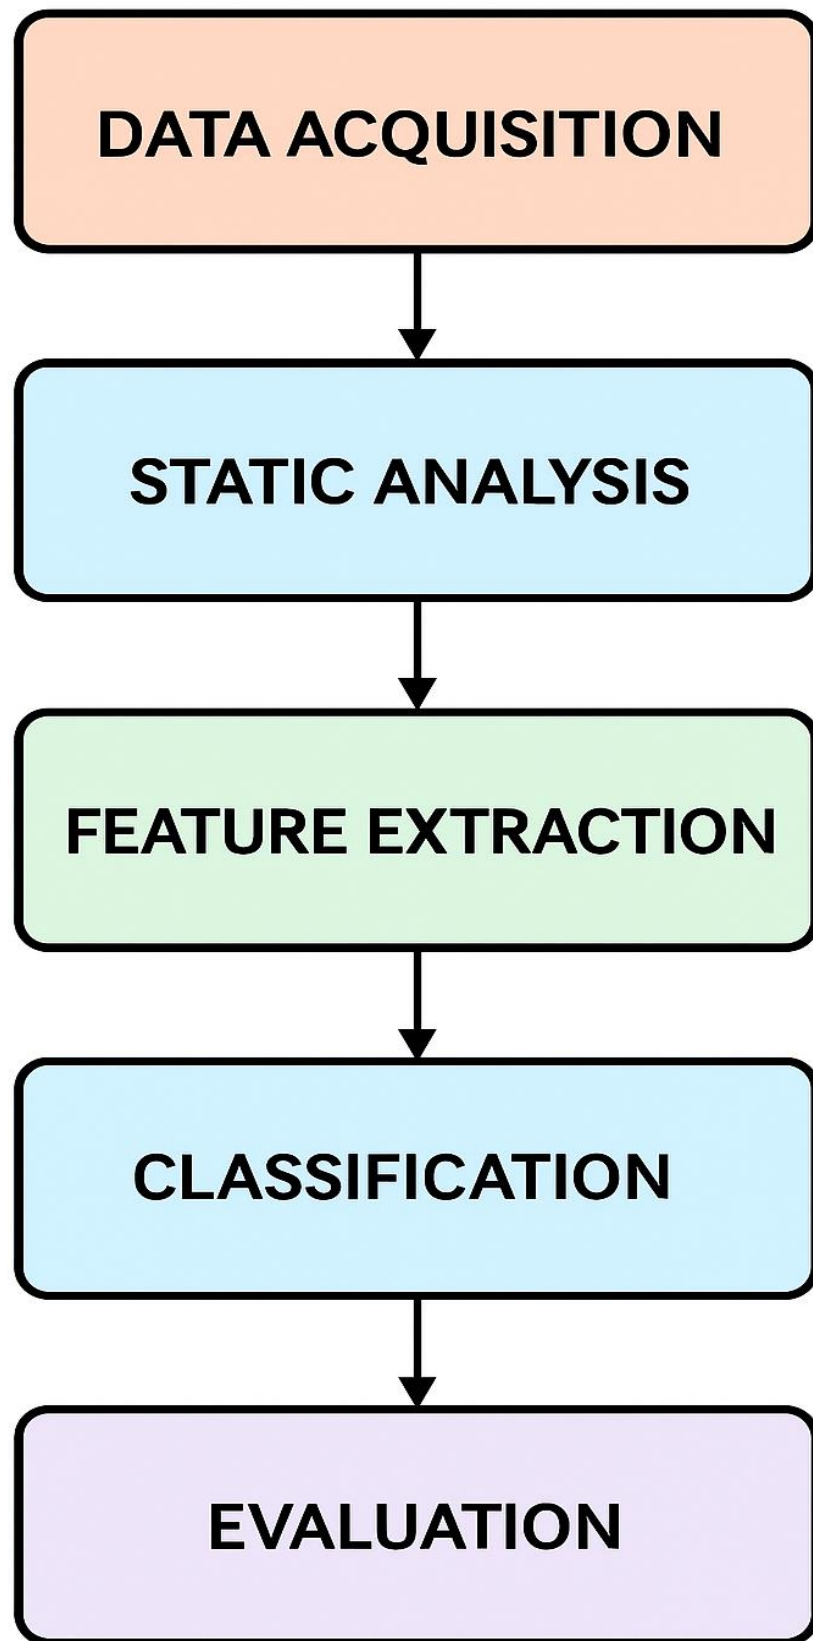 DATA ACQUISITION
STATIC ANALYSIS
FEATURE EXTRACTION
CLASSIFICATION
EVALUATION